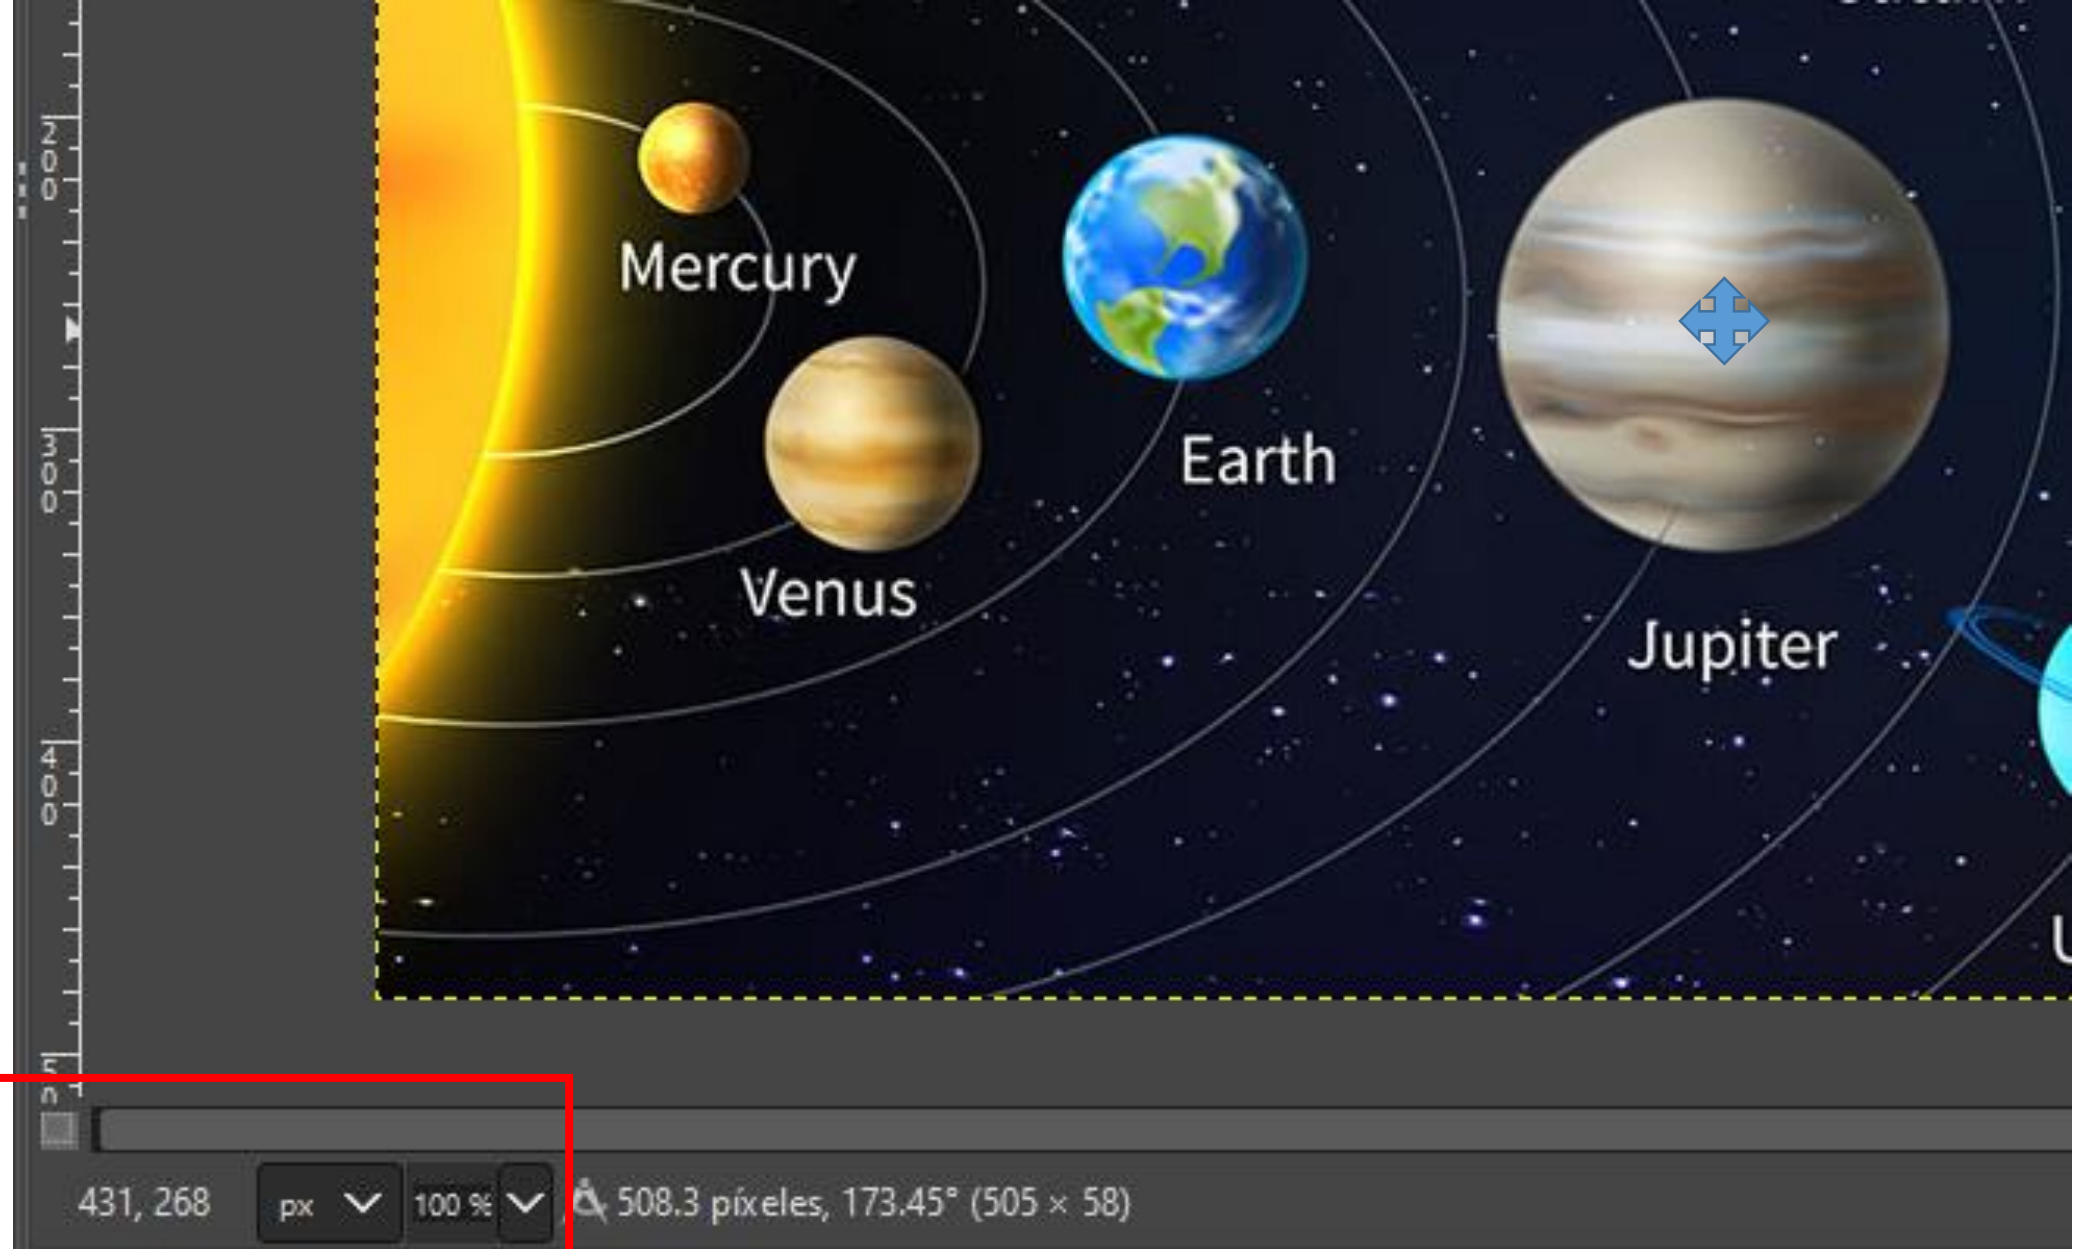 200
Mercury
300
Earth
Venus
Jupiter
400
431, 268
px
100 %
508.3 píxeles, 173.45° (505 × 58)